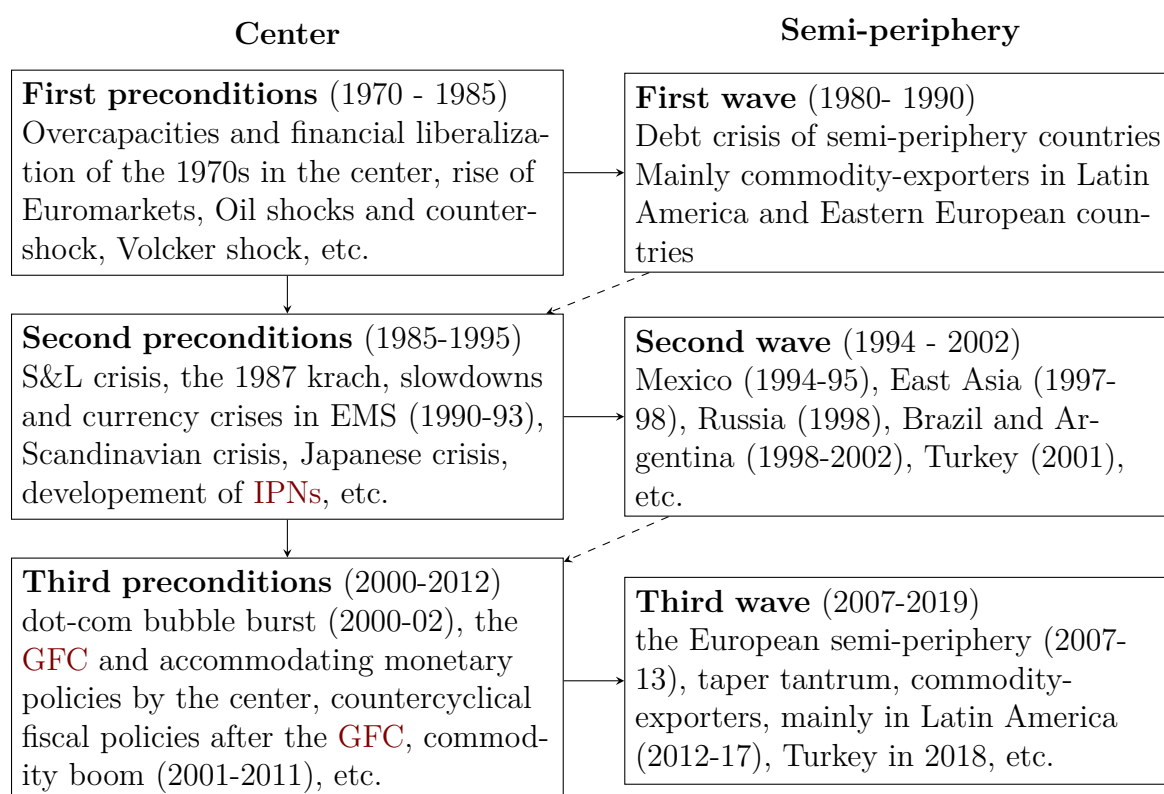 Center
Semi-periphery
First preconditions (1970 - 1985)
Overcapacities and financial liberaliza-
tion of the 1970s in the center, rise of
Euromarkets, Oil shocks and counter-
shock, Volcker shock, etc.
First wave (1980- 1990)
Debt crisis of semi-periphery countries
Mainly commodity-exporters in Latin
America and Eastern European coun-
tries
Second preconditions (1985-1995)
S&L crisis, the 1987 krach, slowdowns
and currency crises in EMS (1990-93),
Scandinavian crisis, Japanese crisis,
developement of IPNs, etc.
Second wave (1994 - 2002)
Mexico (1994-95), East Asia (1997-
98), Russia (1998), Brazil and Ar-
gentina (1998-2002), Turkey (2001),
etc.
Third preconditions (2000-2012)
dot-com bubble burst (2000-02), the
GFC and accommodating monetary
policies by the center, countercyclical
fiscal policies after the GFC, commod-
ity boom (2001-2011), etc.
Third wave (2007-2019)
the European semi-periphery (2007-
13), taper tantrum, commodity-
exporters, mainly in Latin America
(2012-17), Turkey in 2018, etc.